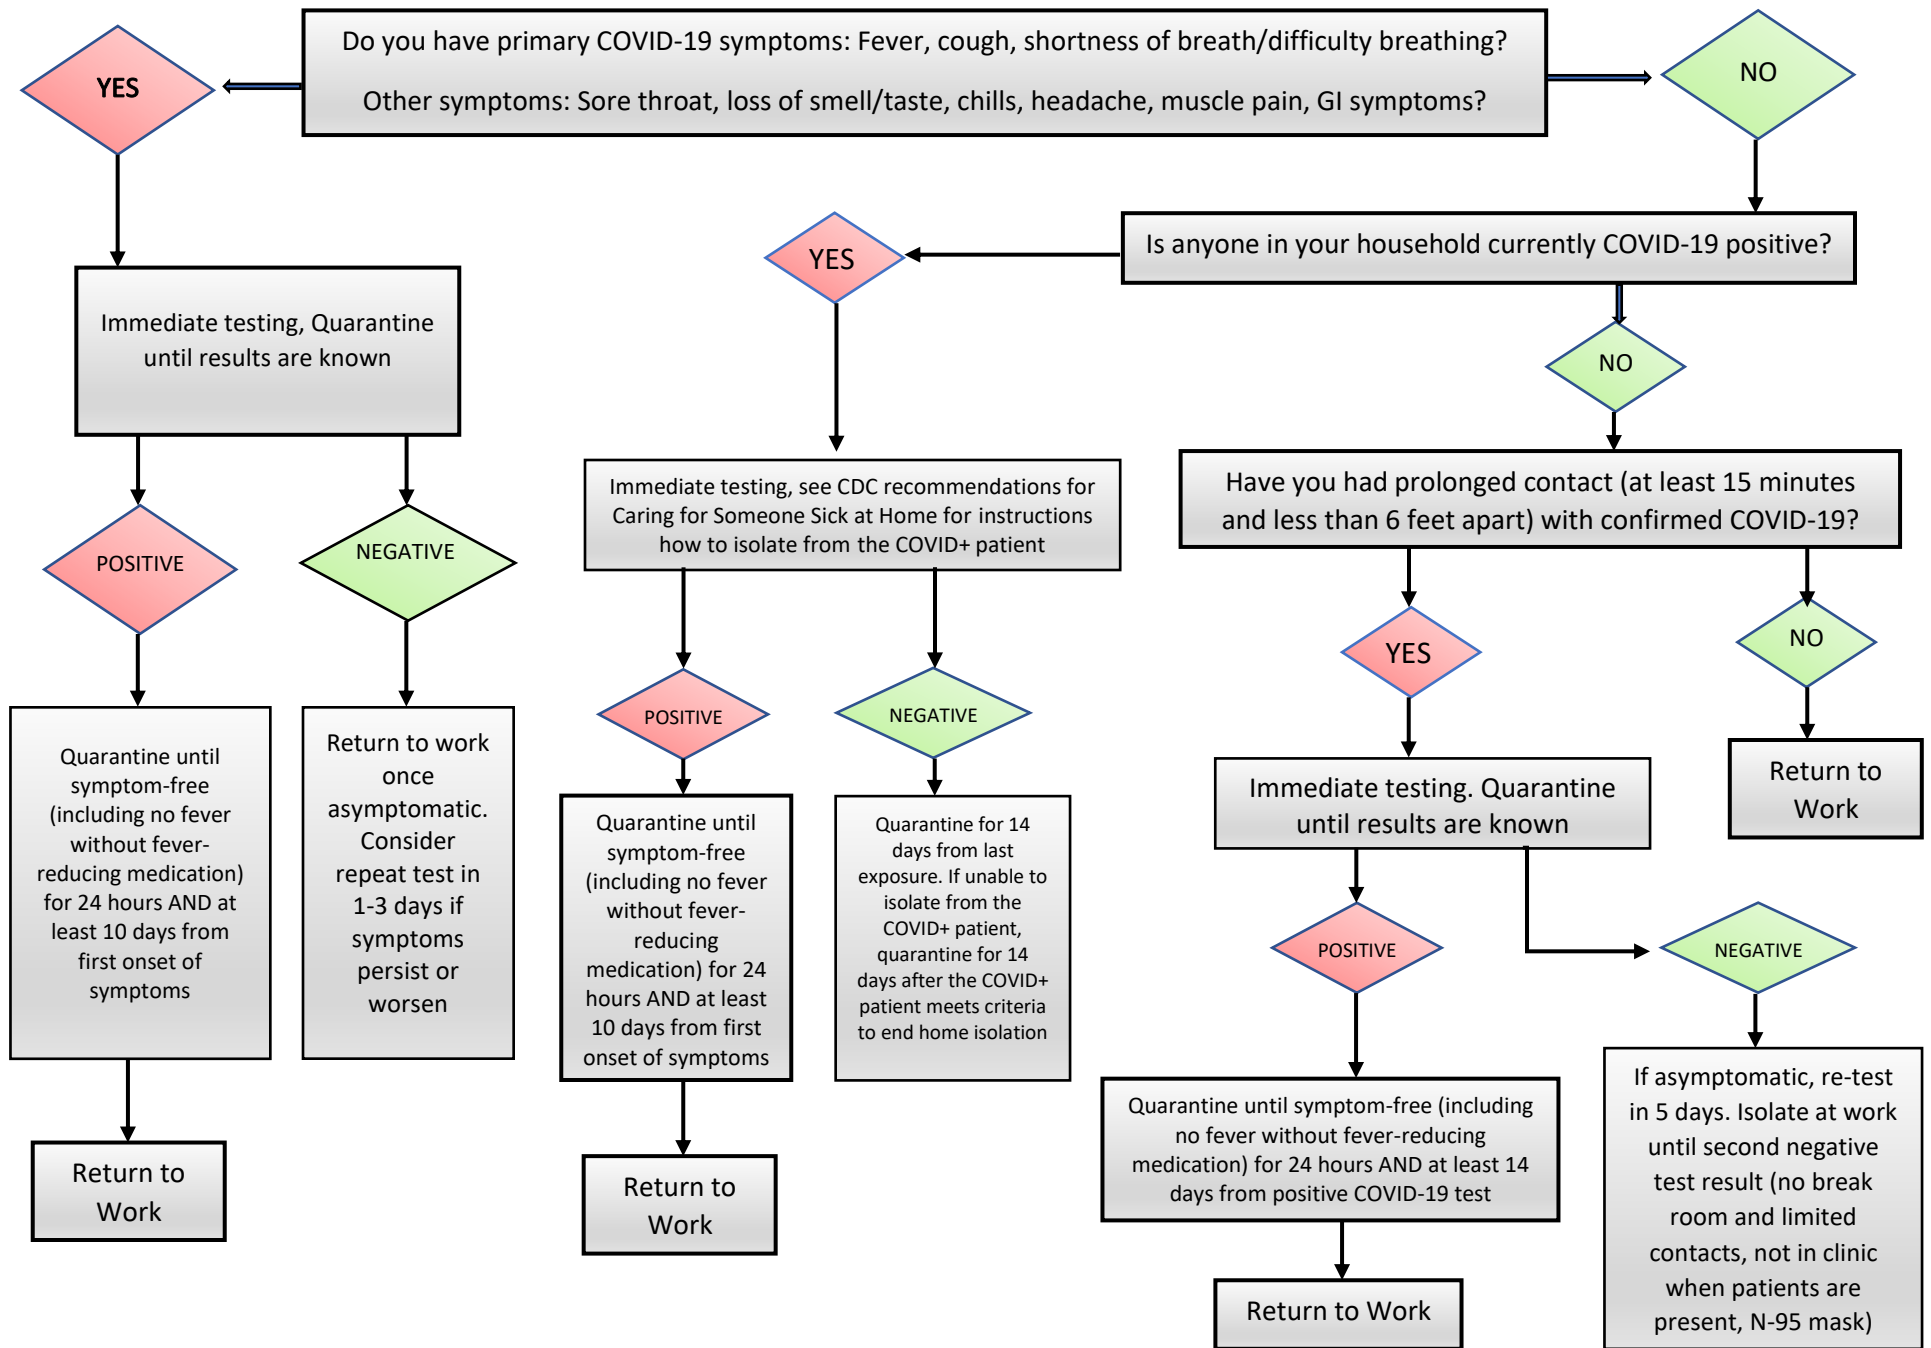 Do you have primary COVID-19 symptoms: Fever, cough, shortness of breath/difficulty breathing?
Other symptoms: Sore throat, loss of smell/taste, chills, headache, muscle pain, GI symptoms?
YES
NO
Is anyone in your household currently COVID-19 positive?
YES
NO
Immediate testing, Quarantine
until results are known
POSITIVE
NEGATIVE
Quarantine until
symptom-free
(including no fever
without fever-
reducing medication)
for 24 hours AND at
least 10 days from
first onset of
symptoms
Return to
Work
Return to work
once
asymptomatic.
Consider
repeat test in
1-3 days if
symptoms
persist or
worsen
Immediate testing, see CDC recommendations for
Caring for Someone Sick at Home for instructions
how to isolate from the COVID+ patient
POSITIVE
NEGATIVE
Quarantine until
symptom-free
(including no fever
without fever-
reducing
medication) for 24
hours AND at least
10 days from first
onset of symptoms
Return to
Work
Quarantine for 14
days from last
exposure. If unable to
isolate from the
COVID+ patient,
quarantine for 14
days after the COVID+
patient meets criteria
to end home isolation
Have you had prolonged contact (at least 15 minutes
and less than 6 feet apart) with confirmed COVID-19?
YES
NO
Return to
Work
Immediate testing. Quarantine
until results are known
POSITIVE
NEGATIVE
Quarantine until symptom-free (including
no fever without fever-reducing
medication) for 24 hours AND at least 14
days from positive COVID-19 test
Return to Work
If asymptomatic, re-test
in 5 days. Isolate at work
until second negative
test result (no break
room and limited
contacts, not in clinic
when patients are
present, N-95 mask)